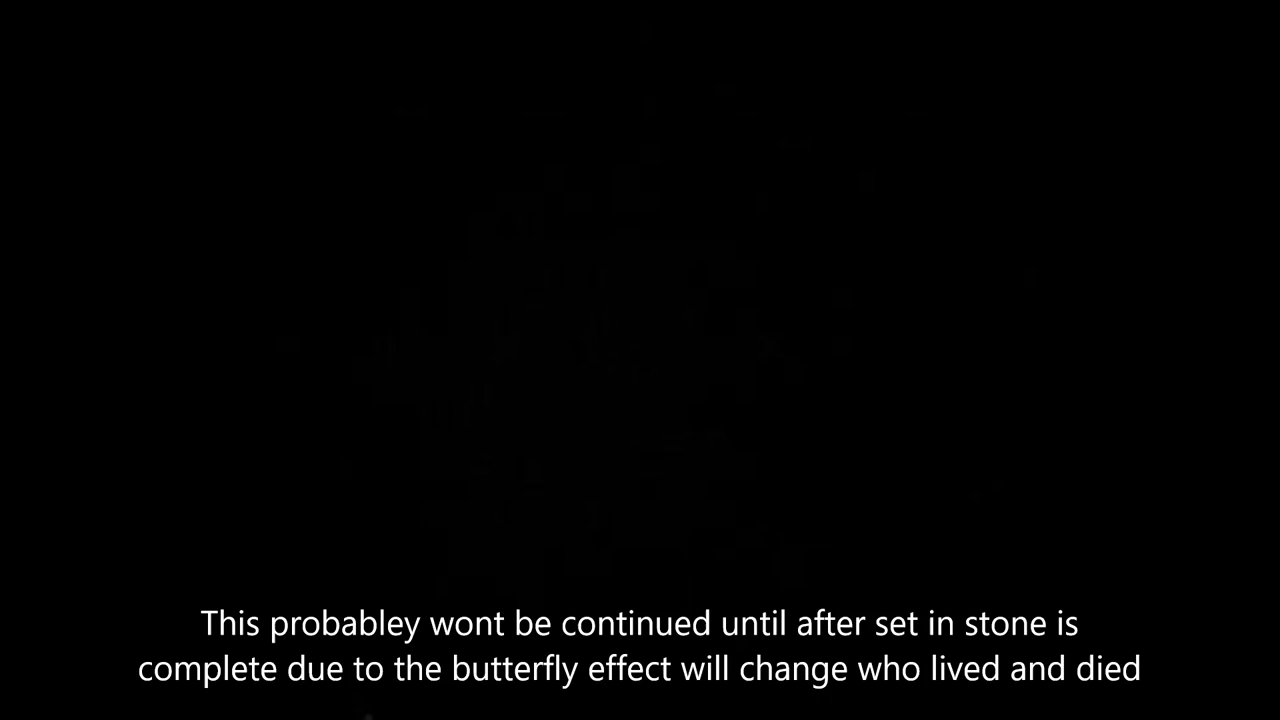 This probabley wont be continued until after set in stone is
complete due to the butterfly effect will change who lived and died